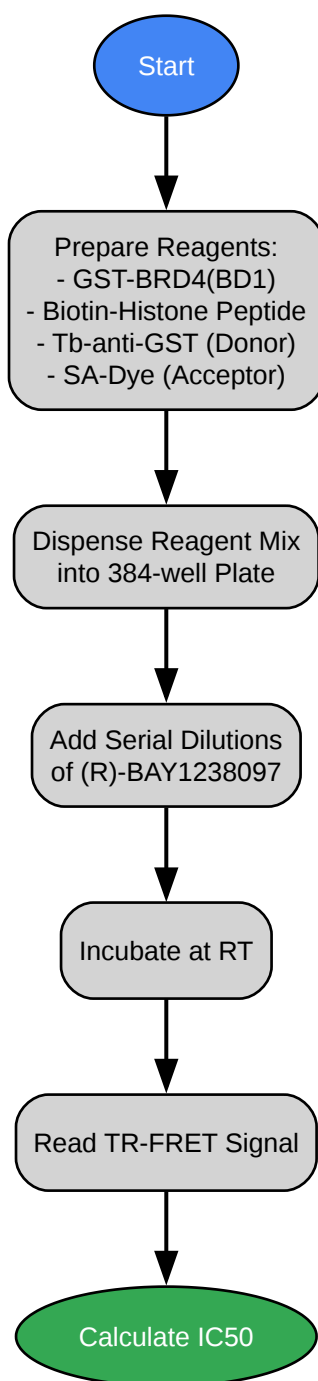 Start
Prepare Reagents:
- GST-BRD4(BD1)
- Biotin-Histone Peptide
- Tb-anti-GST (Donor)
- SA-Dye (Acceptor)
Dispense Reagent Mix
into 384-well Plate
Add Serial Dilutions
of (R)-BAY1238097
Incubate at RT
Read TR-FRET Signal
Calculate IC50